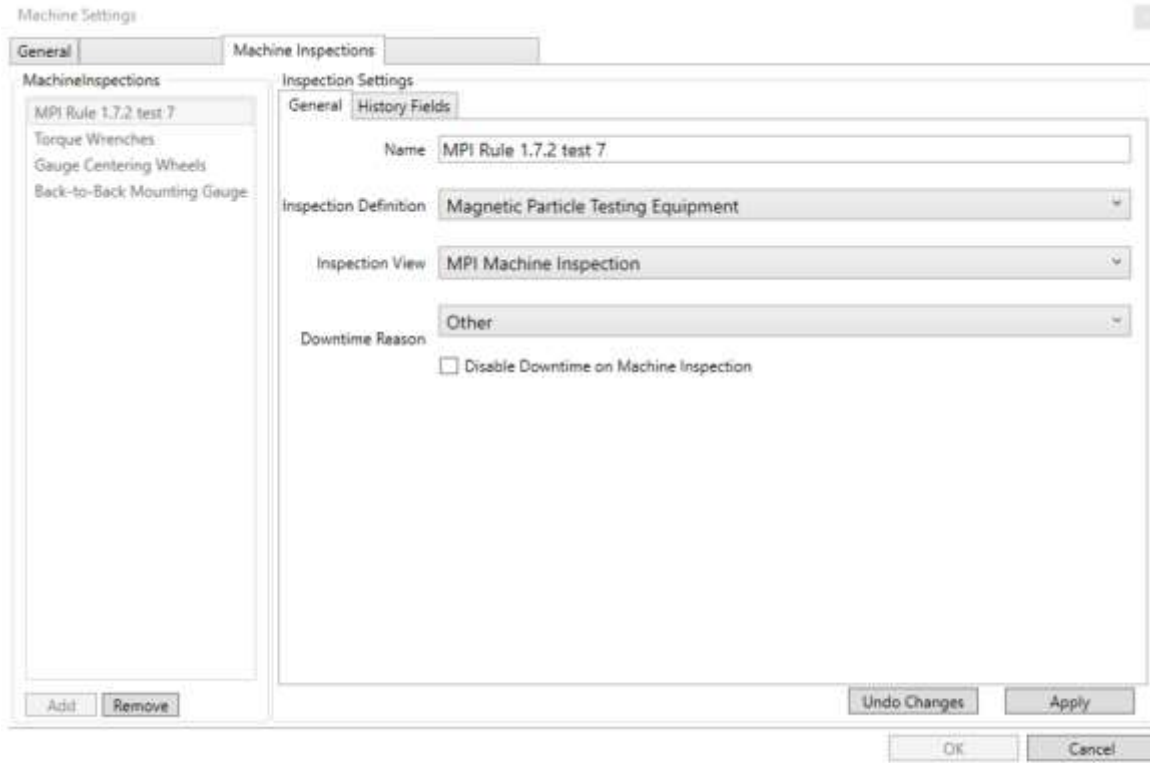 Machine Settings
General
Machine Inspections
MachineInspections
MPI Rule 1.7.2 test 7
Torque Wrenches
Gauge Centering Wheels
Back-to-Back Mounting Gauge
Add
Remove
Inspection Settings
General
History Fields
Name
MPI Rule 1.7.2 test 7
Inspection Definition
Magnetic Particle Testing Equipment
Inspection View
MPI Machine Inspection
Downtime Reason
Other
Disable Downtime on Machine Inspection
Undo Changes
Apply
OK
Cancel